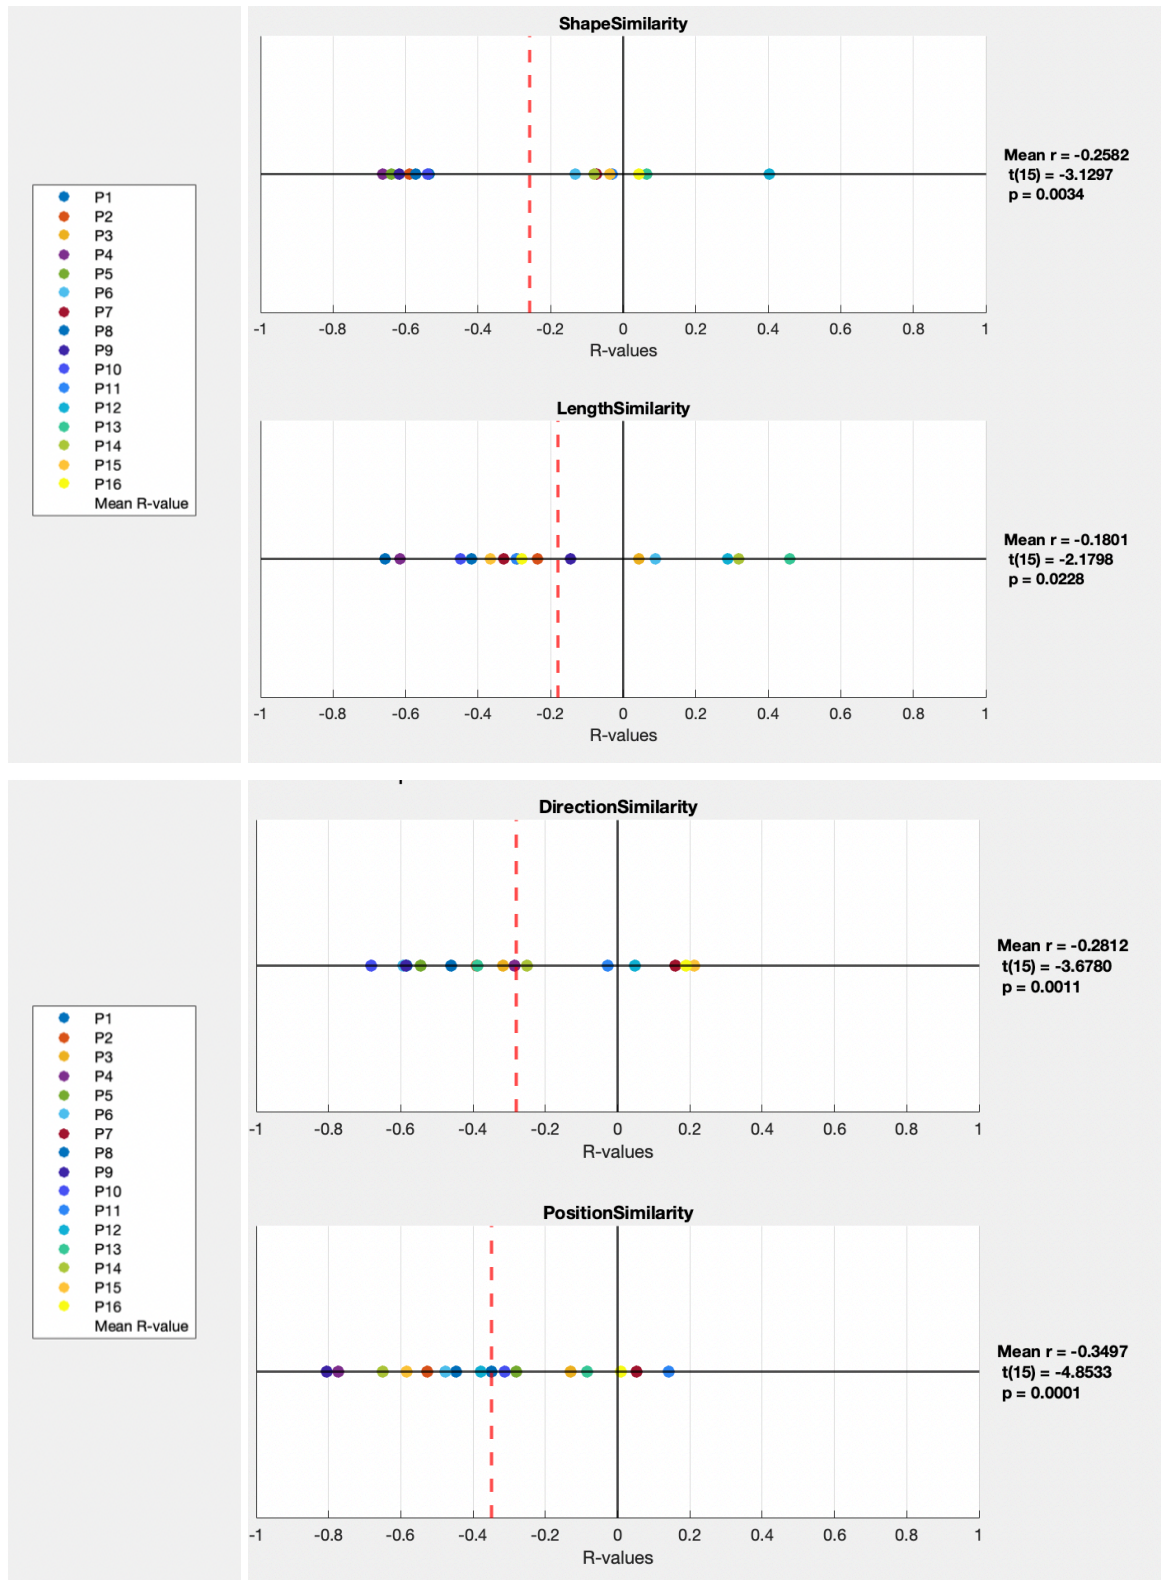 ShapeSimilarity
P1
P2
P3
P4
P5
P6
P7
P8
P9
P10
P11
P12
P13
P14
P15
P16
Mean R-value
Mean r = -0.2582
t(15) = -3.1297
p = 0.0034
-1 -0.8 -0.6 -0.4 -0.2 0 0.2 0.4 0.6 0.8 1
R-values
LengthSimilarity
Mean r = -0.1801
t(15) = -2.1798
p = 0.0228
-1 -0.8 -0.6 -0.4 -0.2 0 0.2 0.4 0.6 0.8 1
R-values
DirectionSimilarity
P1
P2
P3
P4
P5
P6
P7
P8
P9
P10
P11
P12
P13
P14
P15
P16
Mean R-value
Mean r = -0.2812
t(15) = -3.6780
p = 0.0011
-1 -0.8 -0.6 -0.4 -0.2 0 0.2 0.4 0.6 0.8 1
R-values
PositionSimilarity
Mean r = -0.3497
t(15) = -4.8533
p = 0.0001
-1 -0.8 -0.6 -0.4 -0.2 0 0.2 0.4 0.6 0.8 1
R-values